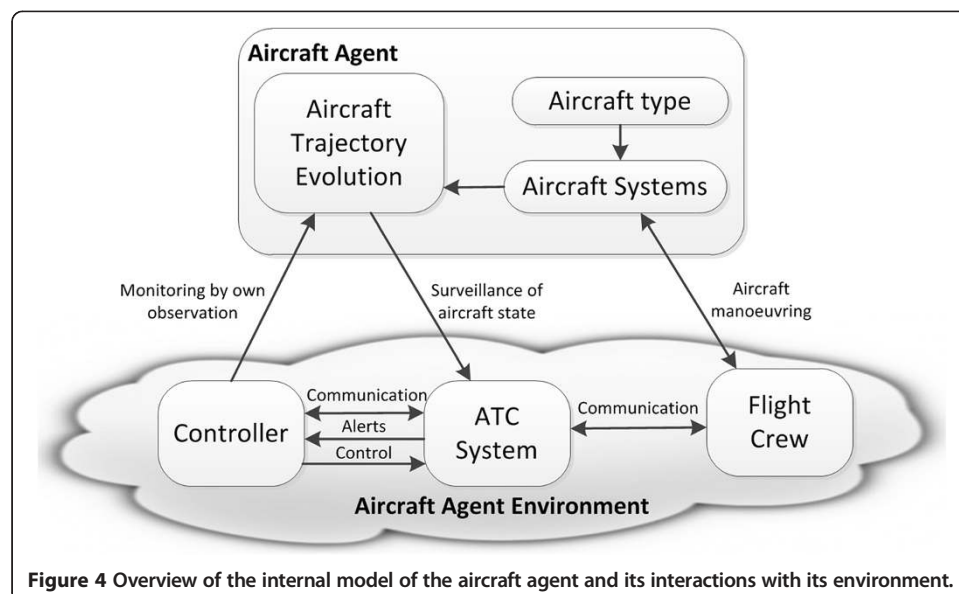 Aircraft Agent
Aircraft
Trajectory
Evolution
Aircraft type
Aircraft Systems
Monitoring by own
observation
Surveillance of
aircraft state
Aircraft
manoeuvring
Controller
Communication
Alerts
Control
ATC
System
Communication
Flight
Crew
Aircraft Agent Environment
Figure 4 Overview of the internal model of the aircraft agent and its interactions with its environment.